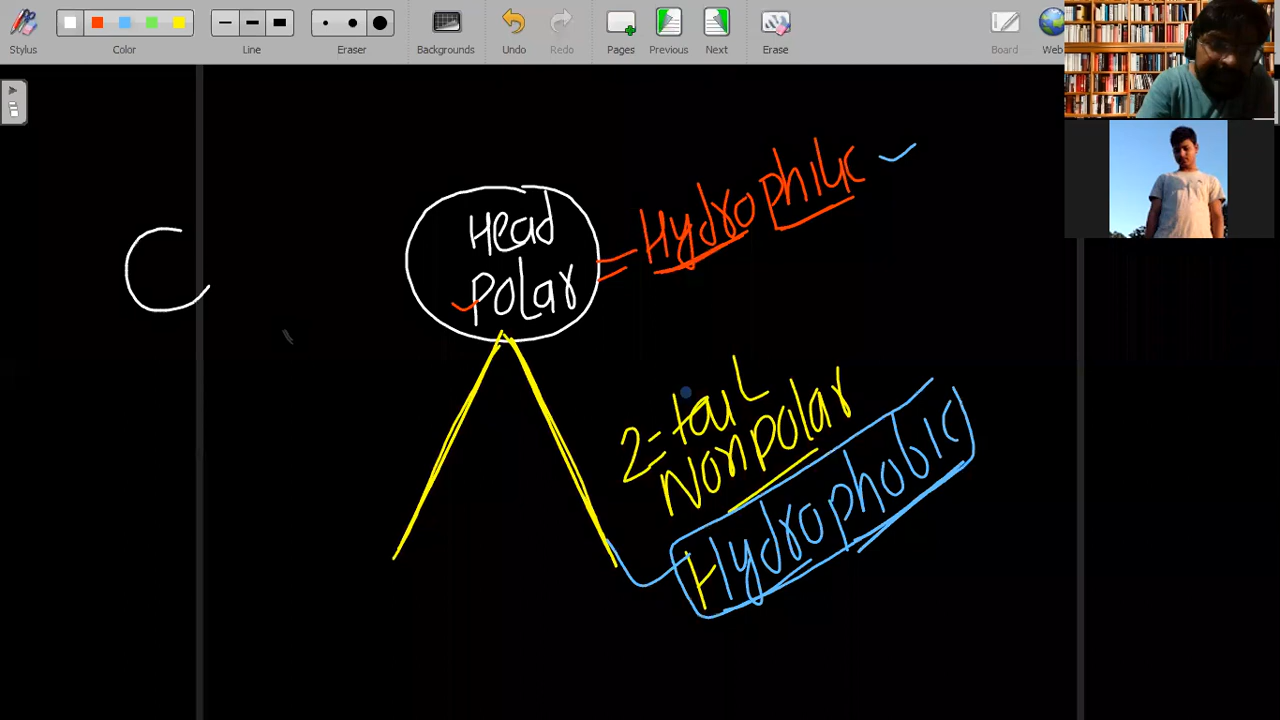 Stylus
Color
Line
Eraser
Backgrounds
Undo
Redo
Pages
Previous
Next
Erase
Board
Web
C
Head
Polar
Hydrophilic
2 = tail
Nonpolar
Hydrophobic